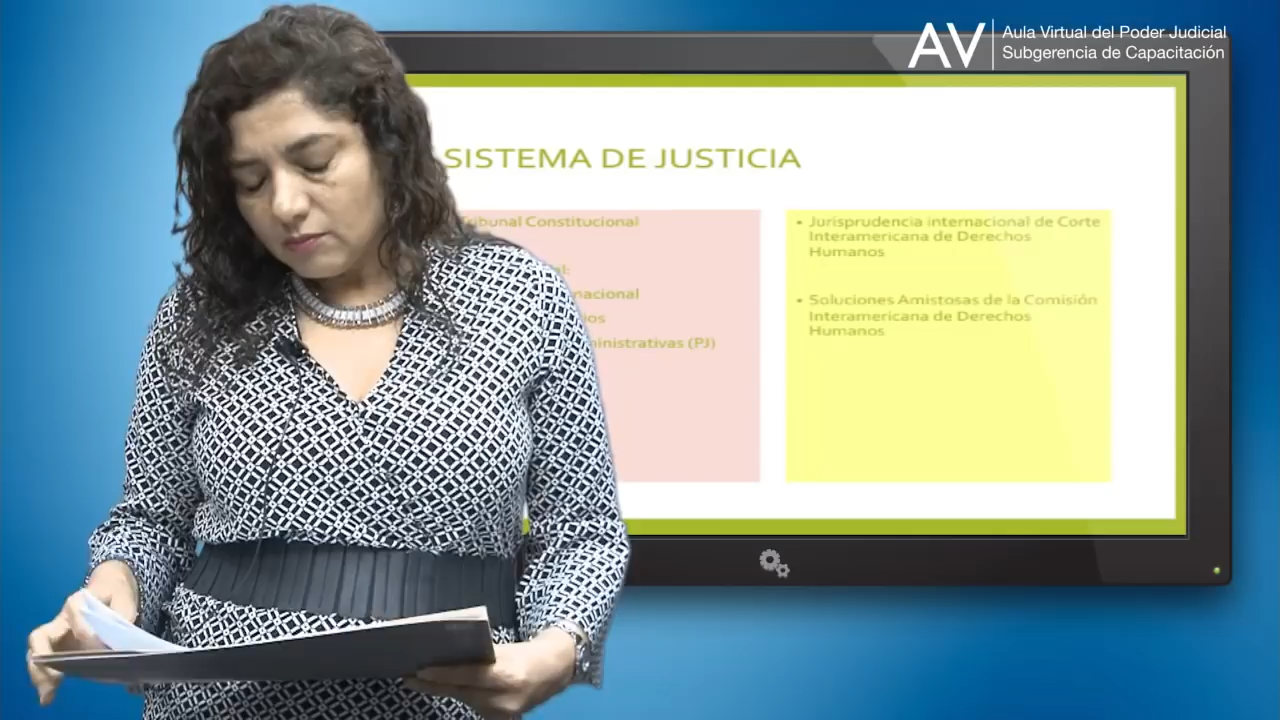 AV
Aula Virtual del Poder Judicial
Subgerencia de Capacitación
SISTEMA DE JUSTICIA
Tribunal Constitucional
l:
nacional
ios
ministrativas (PJ)
• Jurisprudencia internacional de Corte
Interamericana de Derechos
Humanos
• Soluciones Amistosas de la Comisión
Interamericana de Derechos
Humanos